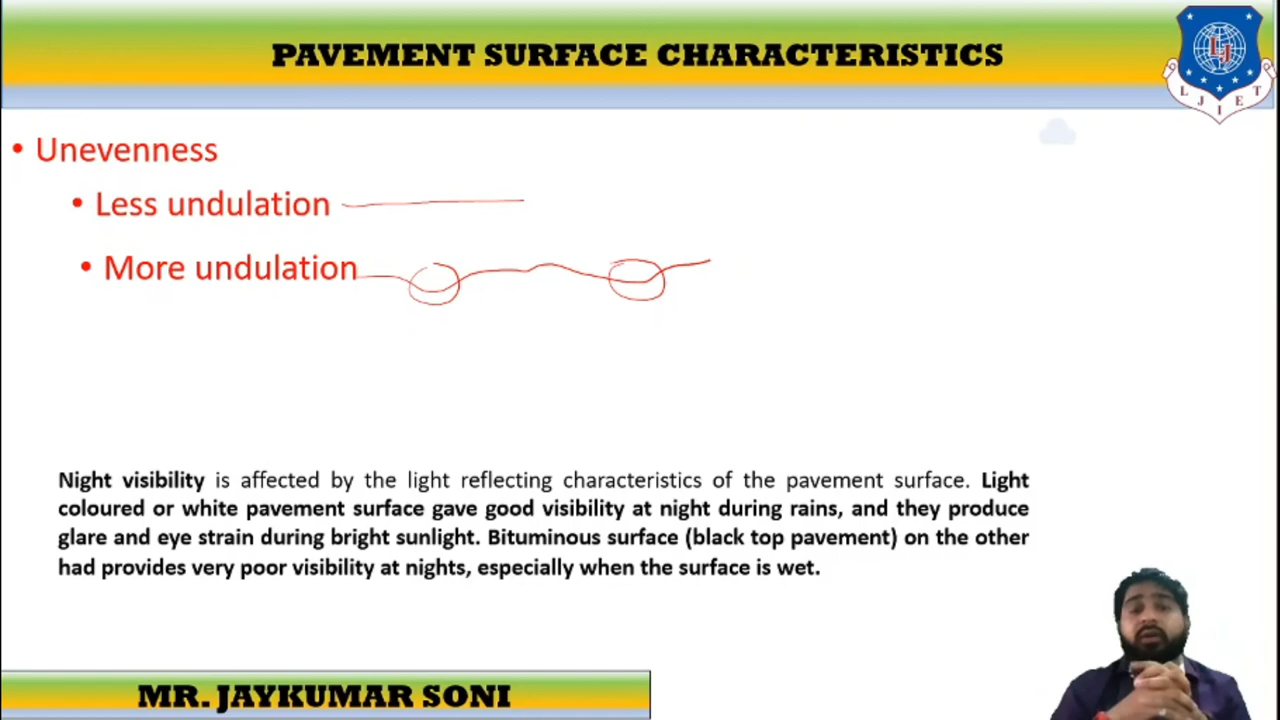 PAVEMENT SURFACE CHARACTERISTICS
LJ
L J I E T
• Unevenness
• Less undulation
• More undulation
Night visibility is affected by the light reflecting characteristics of the pavement surface. Light
coloured or white pavement surface gave good visibility at night during rains, and they produce
glare and eye strain during bright sunlight. Bituminous surface (black top pavement) on the other
had provides very poor visibility at nights, especially when the surface is wet.
MR. JAYKUMAR SONI